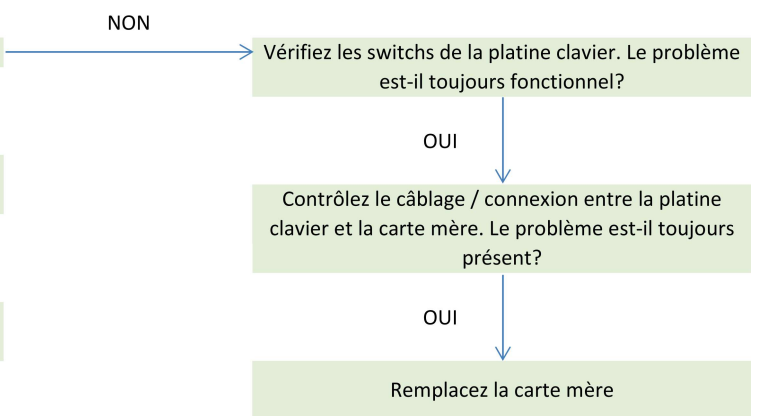 NON
Vérifiez les switchs de la platine clavier. Le problème
est-il toujours fonctionnel?
OUI
Contrôlez le câblage / connexion entre la platine
clavier et la carte mère. Le problème est-il toujours
présent?
OUI
Remplacez la carte mère